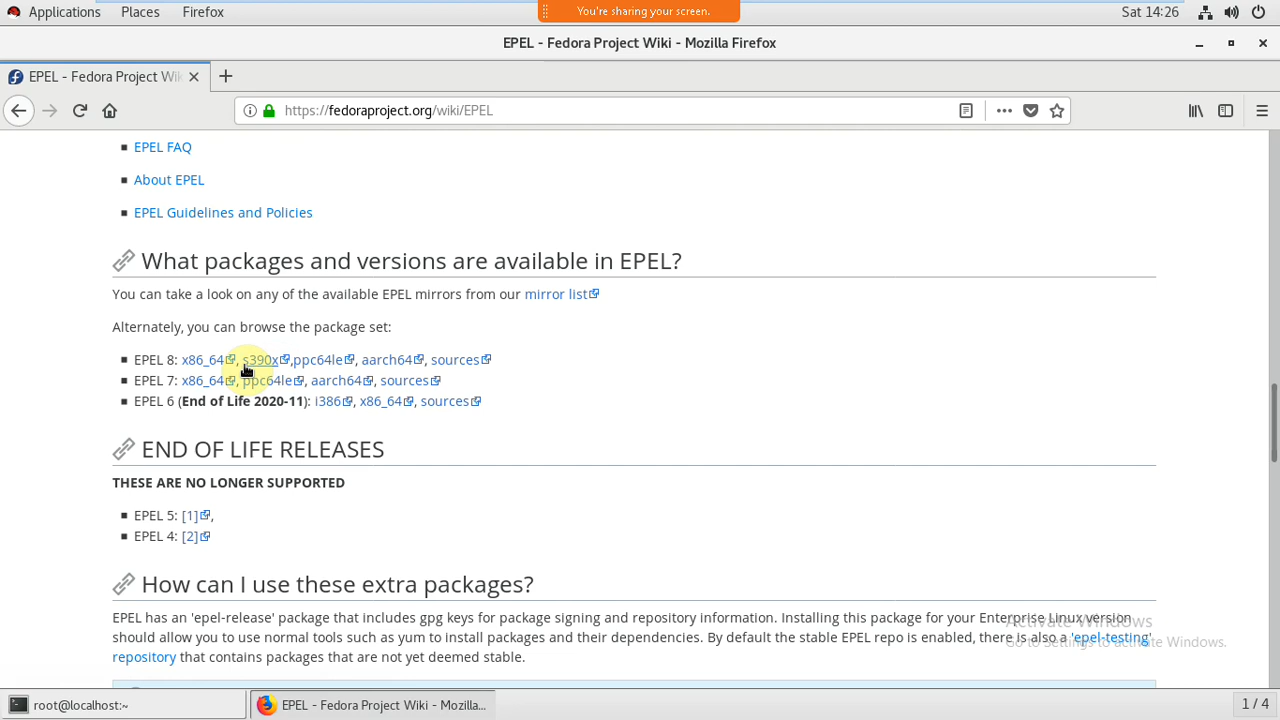 Applications Places Firefox You're sharing your screen. Sat 14:26
EPEL - Fedora Project Wiki - Mozilla Firefox
EPEL - Fedora Project Wik
https://fedoraproject.org/wiki/EPEL
EPEL FAQ
About EPEL
EPEL Guidelines and Policies
What packages and versions are available in EPEL?
You can take a look on any of the available EPEL mirrors from our mirror list
Alternately, you can browse the package set:
EPEL 8: x86_64, s390x,ppc64le, aarch64, sources
EPEL 7: x86_64, ppc64le, aarch64, sources
EPEL 6 (End of Life 2020-11): i386, x86_64, sources
END OF LIFE RELEASES
THESE ARE NO LONGER SUPPORTED
EPEL 5: [1],
EPEL 4: [2]
How can I use these extra packages?
EPEL has an 'epel-release' package that includes gpg keys for package signing and repository information. Installing this package for your Enterprise Linux version
should allow you to use normal tools such as yum to install packages and their dependencies. By default the stable EPEL repo is enabled, there is also a 'epel-testing'
repository that contains packages that are not yet deemed stable.
Activate Windows
Go to Settings to activate Windows.
root@localhost:~ EPEL - Fedora Project Wiki - Mozilla... 1 / 4